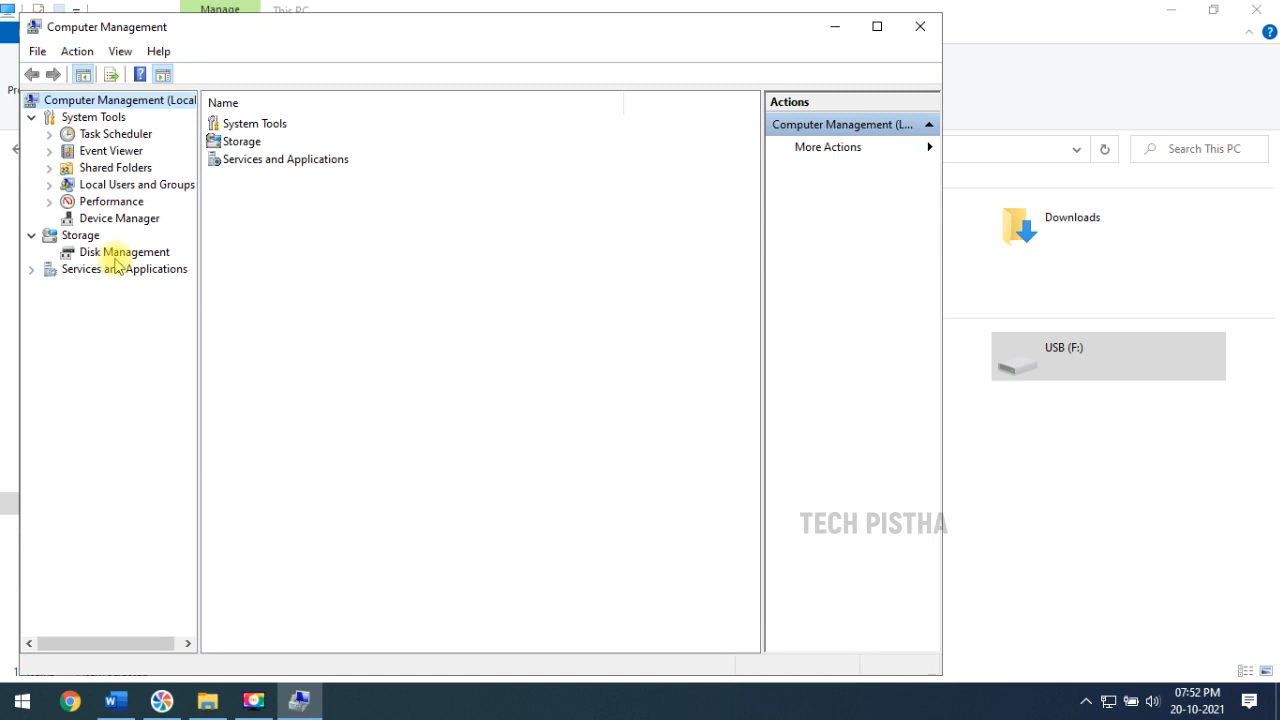 Manage
This PC
Computer Management
File Action View Help
Computer Management (Local
System Tools
Task Scheduler
Event Viewer
Shared Folders
Local Users and Groups
Performance
Device Manager
Storage
Disk Management
Services and Applications
Name
System Tools
Storage
Services and Applications
Actions
Computer Management (L...
More Actions
Search This PC
Downloads
USB (F:)
TECH PISTHA
07:52 PM
20-10-2021